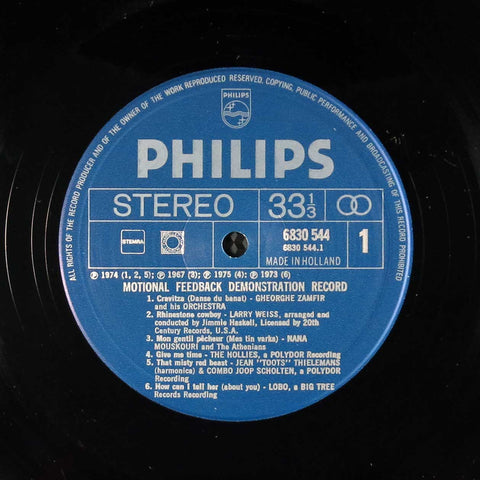 ALL RIGHTS OF THE RECORD PRODUCER AND OF THE OWNER OF THE WORK REPRODUCED RESERVED. COPYING, PUBLIC PERFORMANCE AND BROADCASTING OF THIS RECORD PROHIBITED
PHILIPS
PHILIPS
STEREO 33 1/3
STEMRA 6830 544 1
6830 544.1
MADE IN HOLLAND
℗ 1974 (1, 2, 5); ℗ 1967 (3); ℗ 1975 (4); ℗ 1973 (6)
MOTIONAL FEEDBACK DEMONSTRATION RECORD
1. Cravitza (Danse du banat) - GHEORGHE ZAMFIR
and his ORCHESTRA
2. Rhinestone cowboy - LARRY WEISS, arranged and
conducted by Jimmie Haskell, Licensed by 20th
Century Records, U.S.A.
3. Mon gentil pêcheur (Mes tin varka) - NANA
MOUSKOURI and The Athenians
4. Give me time - THE HOLLIES, a POLYDOR Recording
5. That misty red beast - JEAN "TOOTS" THIELEMANS
(harmonica) & COMBO JOOP SCHOLTEN, a POLYDOR
Recording
6. How can I tell her (about you) - LOBO, a BIG TREE
Records Recording